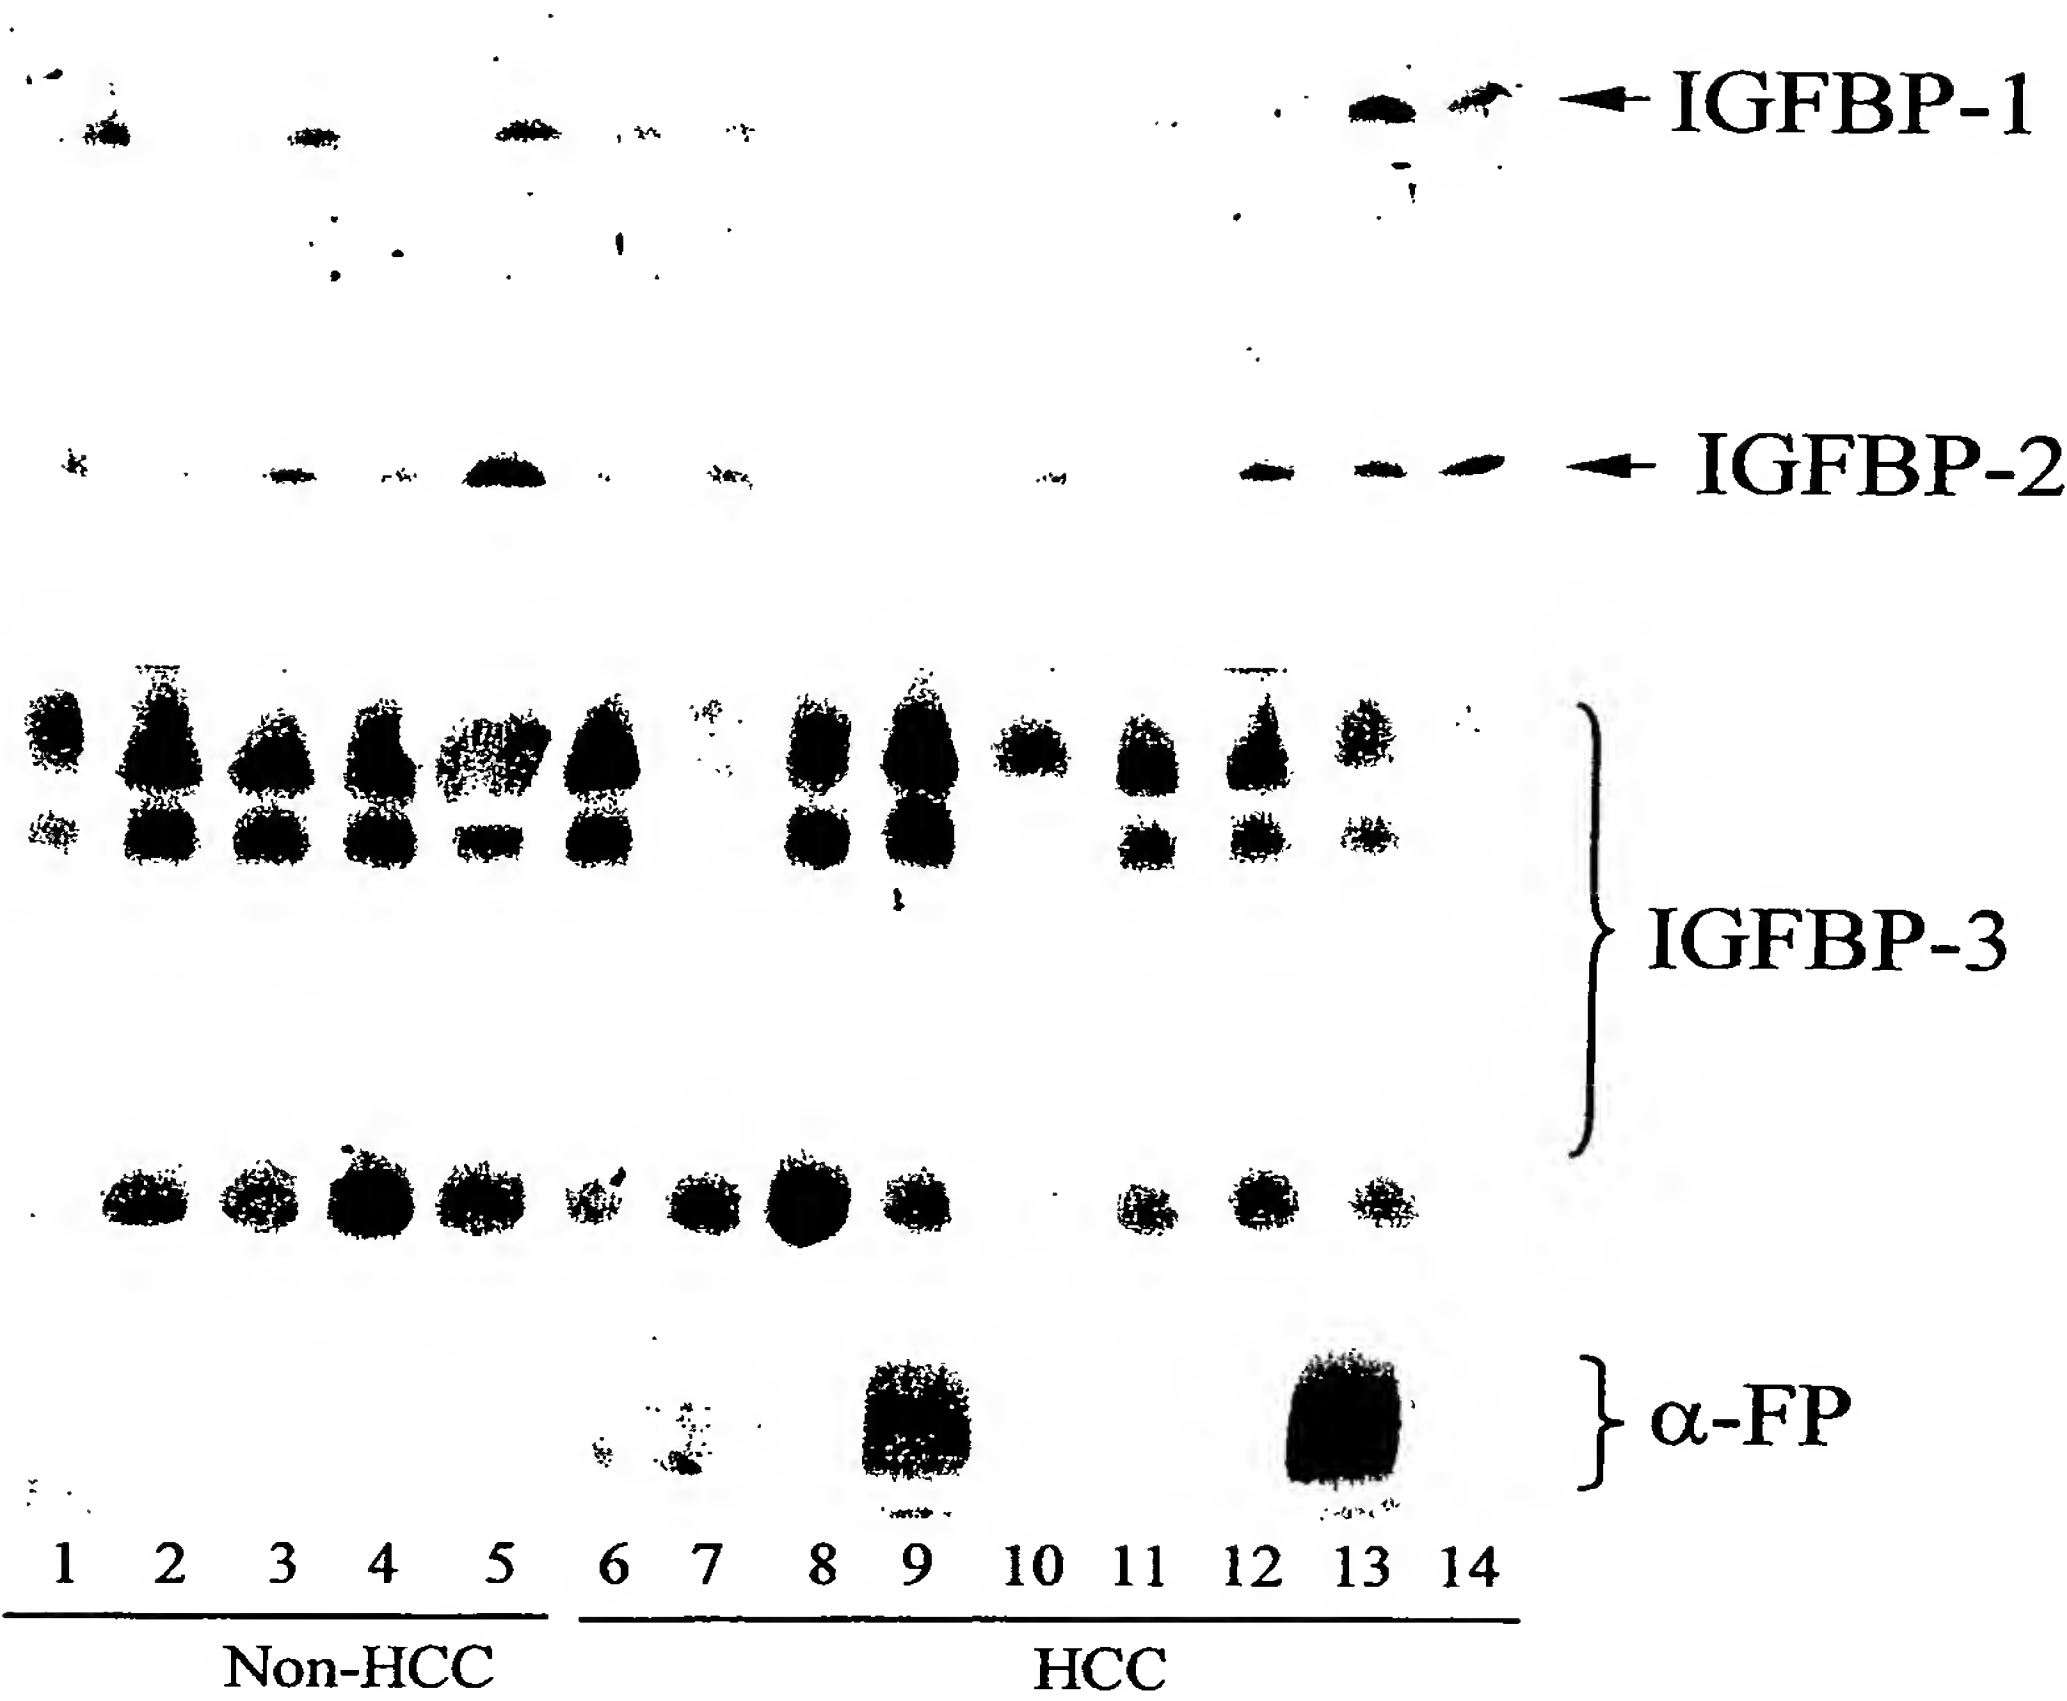 IGFBP-1
IGFBP-2
IGFBP-3
α-FP
1 2 3 4 5 6 7 8 9 10 11 12 13 14
Non-HCC HCC